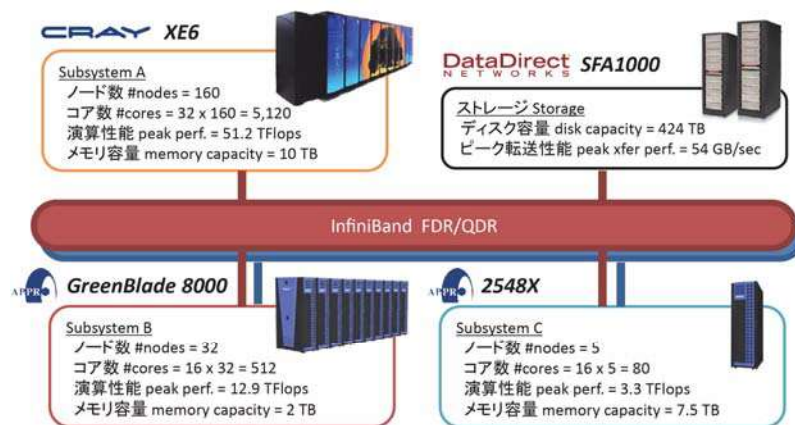 CRAY XE6
Subsystem A
ノード数 #nodes = 160
コア数 #cores = 32 x 160 = 5,120
演算性能 peak perf. = 51.2 TFlops
メモリ容量 memory capacity = 10 TB
DataDirect NETWORKS SFA1000
ストレージ Storage
ディスク容量 disk capacity = 424 TB
ピーク転送性能 peak xfer perf. = 54 GB/sec
InfiniBand FDR/QDR
APPRO GreenBlade 8000
Subsystem B
ノード数 #nodes = 32
コア数 #cores = 16 x 32 = 512
演算性能 peak perf. = 12.9 TFlops
メモリ容量 memory capacity = 2 TB
APPRO 2548X
Subsystem C
ノード数 #nodes = 5
コア数 #cores = 16 x 5 = 80
演算性能 peak perf. = 3.3 TFlops
メモリ容量 memory capacity = 7.5 TB